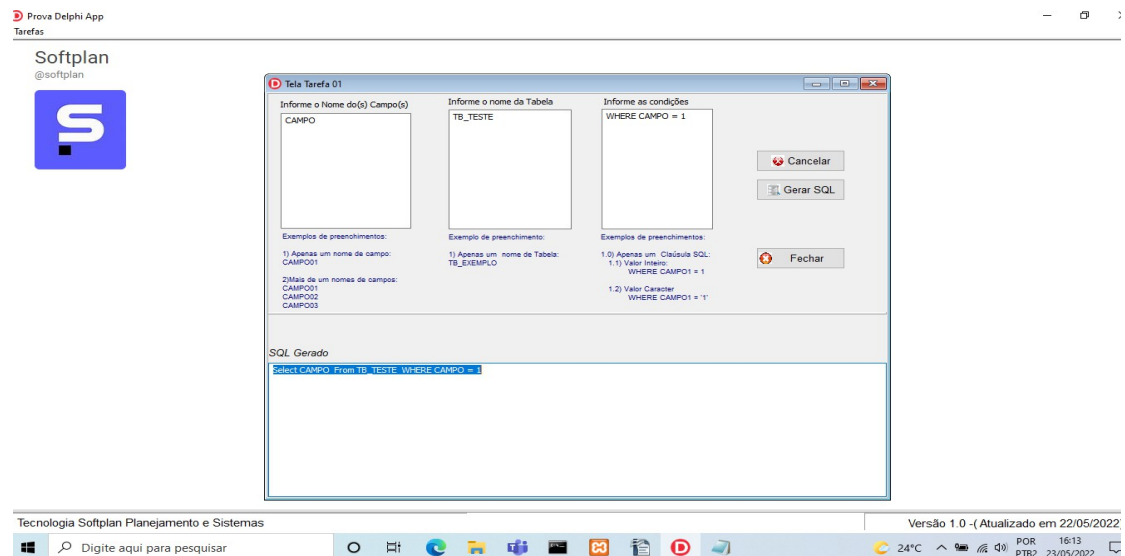 Prova Delphi App
Tarefas
Softplan
@softplan
Tela Tarefa 01
Informe o Nome do(s) Campo(s)
CAMPO
Informe o nome da Tabela
TB_TESTE
Informe as condições
WHERE CAMPO = 1
Cancelar
Gerar SQL
Fechar
Exemplos de preenchimentos:
1) Apenas um nome de campo:
CAMPO01
2)Mais de um nomes de campos:
CAMPO01
CAMPO02
CAMPO03
Exemplo de preenchimento:
1) Apenas um nome de Tabela:
TB_EXEMPLO
Exemplos de preenchimentos:
1.0) Apenas um Claúsula SQL:
1.1) Valor Inteiro:
WHERE CAMPO1 = 1
1.2) Valor Caracter
WHERE CAMPO1 = '1'
SQL Gerado
Select CAMPO From TB_TESTE WHERE CAMPO = 1
Tecnologia Softplan Planejamento e Sistemas
Versão 1.0 -( Atualizado em 22/05/2022)
Digite aqui para pesquisar
24°C
POR
PTB2
16:13
23/05/2022